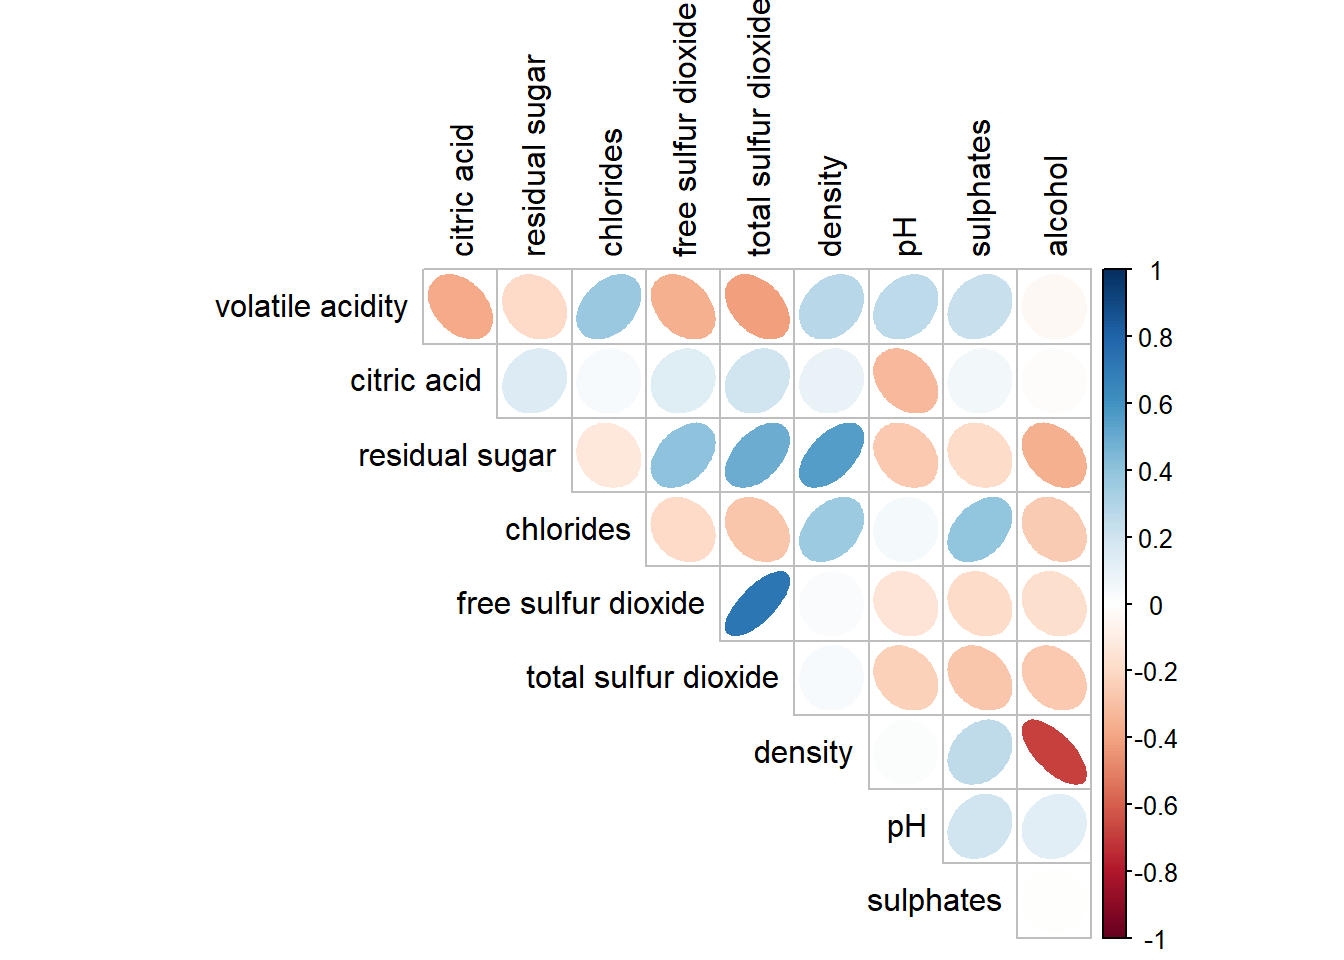 citric acid
residual sugar
chlorides
free sulfur dioxide
total sulfur dioxide
density
pH
sulphates
alcohol
volatile acidity
citric acid
residual sugar
chlorides
free sulfur dioxide
total sulfur dioxide
density
pH
sulphates
1
0.8
0.6
0.4
0.2
0
-0.2
-0.4
-0.6
-0.8
-1